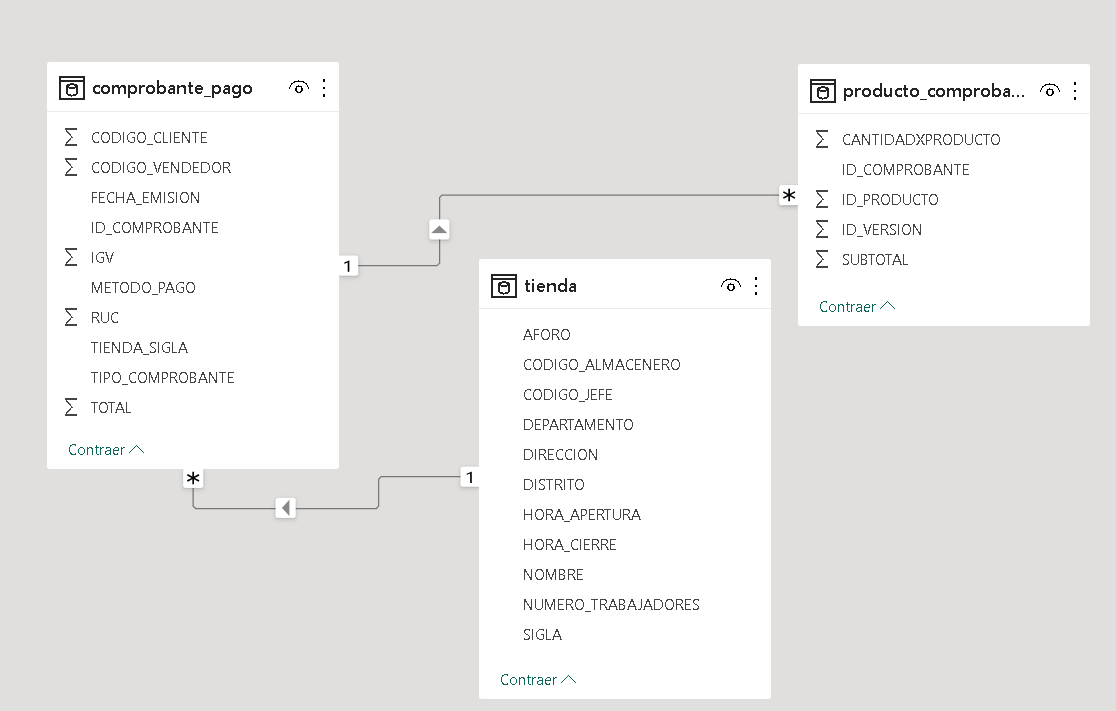 comprobante_pago
CODIGO_CLIENTE
CODIGO_VENDEDOR
FECHA_EMISION
ID_COMPROBANTE
IGV
METODO_PAGO
RUC
TIENDA_SIGLA
TIPO_COMPROBANTE
TOTAL
Contraer
1
*
*
1
producto_comproba...
CANTIDADXPRODUCTO
ID_COMPROBANTE
ID_PRODUCTO
ID_VERSION
SUBTOTAL
Contraer
tienda
AFORO
CODIGO_ALMACENERO
CODIGO_JEFE
DEPARTAMENTO
DIRECCION
DISTRITO
HORA_APERTURA
HORA_CIERRE
NOMBRE
NUMERO_TRABAJADORES
SIGLA
Contraer